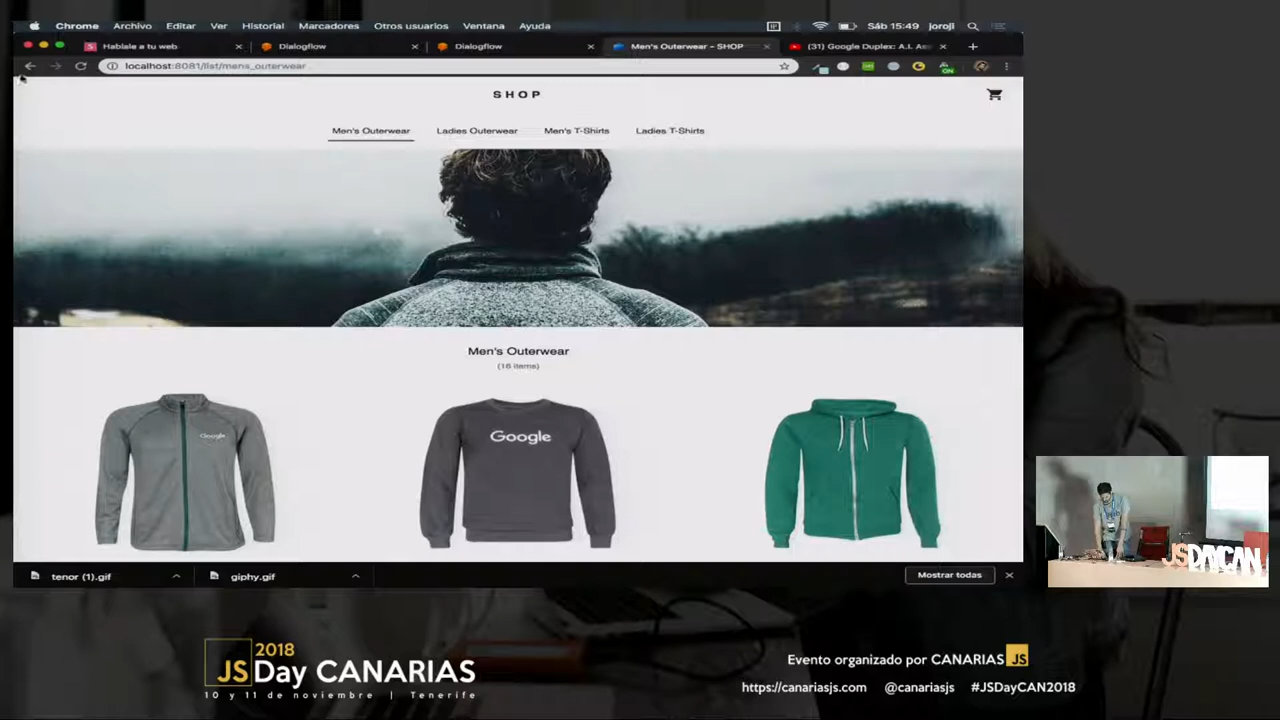 Chrome Archivo Editar Ver Historial Marcadores Otros usuarios Ventana Ayuda Sáb 15:49 joroji
Háblale a tu web Dialogflow Dialogflow Men's Outerwear - SHOP (31) Google Duplex: A.I. Ass
localhost:8081/list/mens_outerwear
ON
SHOP
Men's Outerwear Ladies Outerwear Men's T-Shirts Ladies T-Shirts
Men's Outerwear
(16 items)
Google
Google
tenor (1).gif giphy.gif Mostrar todas
JSDAYCAN
2018
JS Day CANARIAS
10 y 11 de noviembre | Tenerife
Evento organizado por CANARIAS JS
https://canariasjs.com @canariasjs #JSDayCAN2018